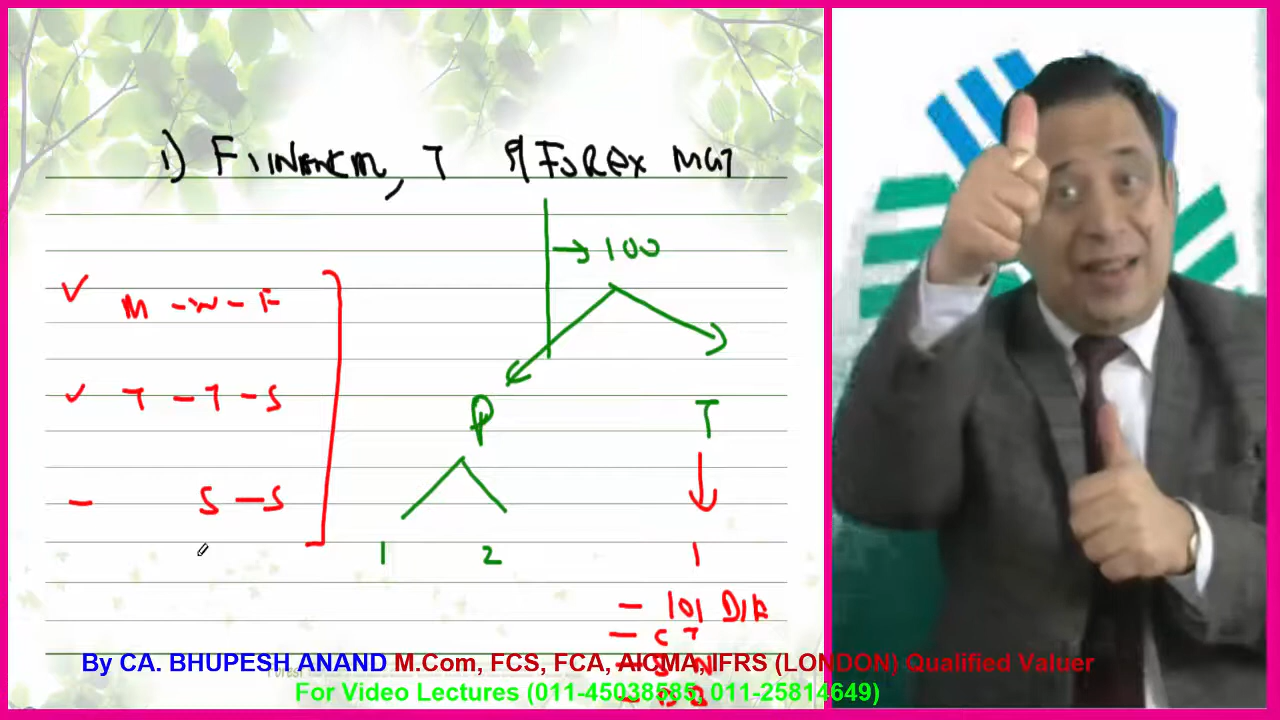 1) FINANCIAL, T & FOREX MGT
→ 100
✓ M - W - F
✓ T - T - S
P T
- S - S
1 2 1
- 101 D/A
- C T
By CA. BHUPESH ANAND M.Com, FCS, FCA, AICMA, IFRS (LONDON) Qualified Valuer
For Video Lectures (011-45038585, 011-25814649)